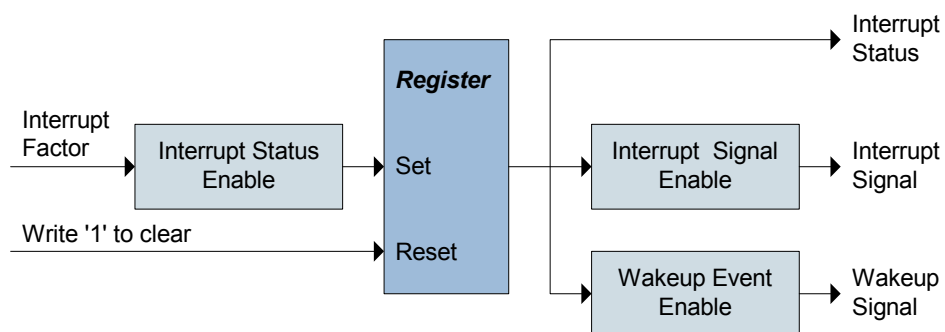 Interrupt
Status
Register
Interrupt
Factor
Interrupt Status
Enable
Set
Interrupt Signal
Enable
Interrupt
Signal
Write '1' to clear
Reset
Wakeup Event
Enable
Wakeup
Signal